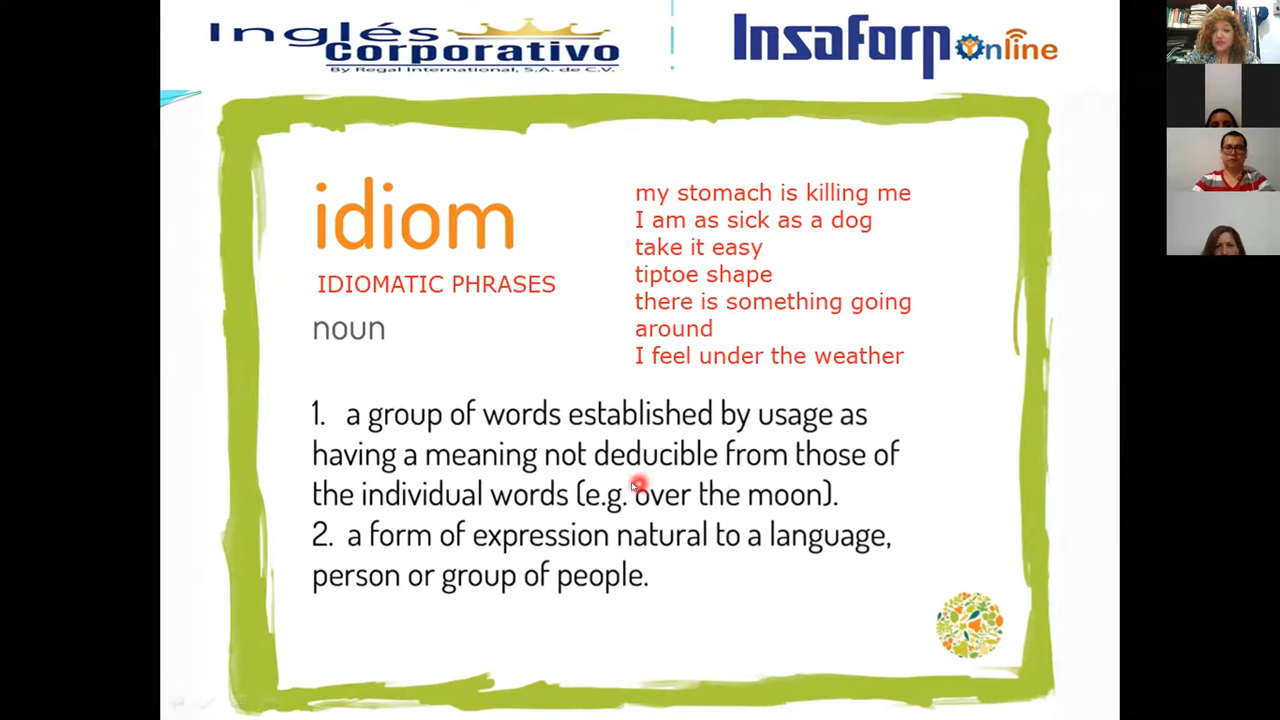 Inglés
Corporativo
By Regal International, S.A. de C.V.
Insaforp Online
idiom
IDIOMATIC PHRASES
noun
my stomach is killing me
I am as sick as a dog
take it easy
tiptoe shape
there is something going
around
I feel under the weather
1. a group of words established by usage as
having a meaning not deducible from those of
the individual words (e.g. over the moon).
2. a form of expression natural to a language,
person or group of people.